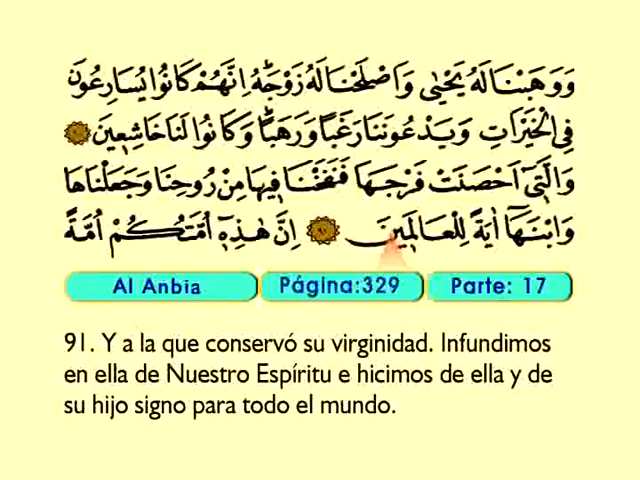 وَوَهَبْنَا لَهُ يَحْيٰى وَاَصْلَحْنَا لَهُ زَوْجَهُ اِنَّهُمْ كَانُوا يُسَارِعُونَ
فِي الْخَيْرَاتِ وَيَدْعُونَنَا رَغَبًا وَرَهَبًا وَكَانُوا لَنَا خَاشِعِينَ
وَالَّتِي اَحْصَنَتْ فَرْجَهَا فَنَفَخْنَا فِيهَا مِنْ رُوحِنَا وَجَعَلْنَاهَا
وَابْنَهَا اٰيَةً لِلْعَالَمِينَ ۝ اِنَّ هٰذِهِ اُمَّتُكُمْ اُمَّةً
Al Anbia Página:329 Parte: 17
91. Y a la que conservó su virginidad. Infundimos
en ella de Nuestro Espíritu e hicimos de ella y de
su hijo signo para todo el mundo.